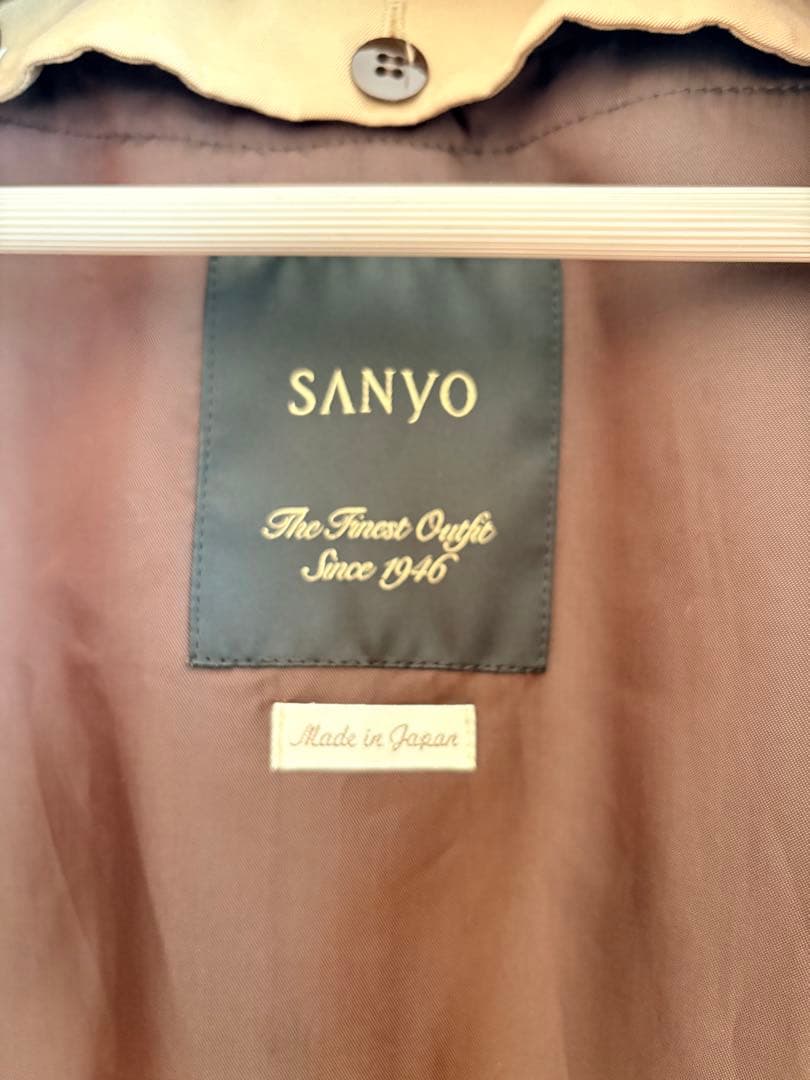 SANYO
The Finest Outfit
Since 1946
Made in Japan